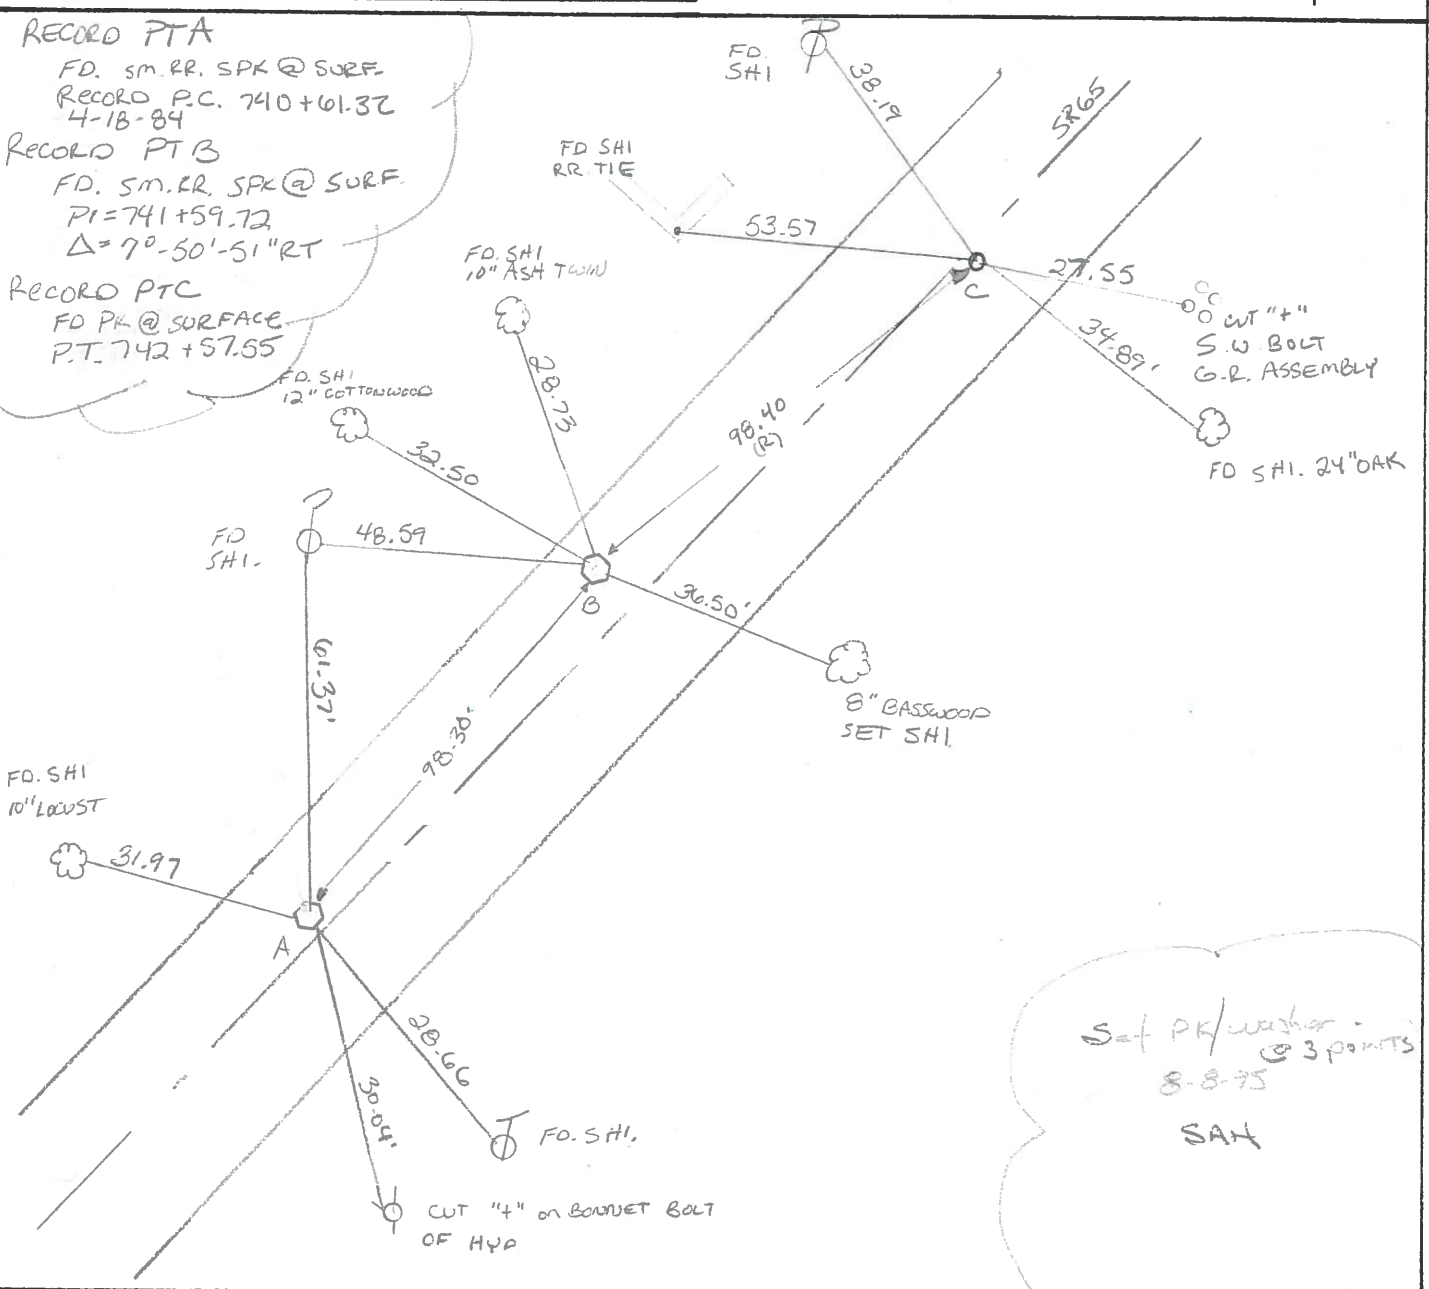 RECORD PTA
FD. SM. RR. SPK @ SURF.
RECORD P.C. 740+61.32
4-18-84
RECORD PT B
FD. SM. RR. SPK @ SURF.
PI=741+59.72
Δ= 7°-50'-51"RT
RECORD PTC
FD PK @ SURFACE
P.T. 742+57.55
FD.
SHI
38.19
SR65
FD SHI
RR. TIE
53.57
27.55
C
CUT "+"
S.W. BOLT
G.R. ASSEMBLY
34.89'
FD SHI. 24" OAK
FD. SHI
10" ASH TWIN
28.73
FD. SHI
12" COTTONWOOD
32.50
98.40
(R)
FD
SHI.
48.59
B
36.50'
8" BASSWOOD
SET SHI
61.37'
98.30'
FD. SHI
10" LOCUST
31.97
A
28.66
30.04'
FD. SHI.
CUT "+" on BONNET BOLT
OF HYD
Set PK/washer
@ 3 POINTS
SAH